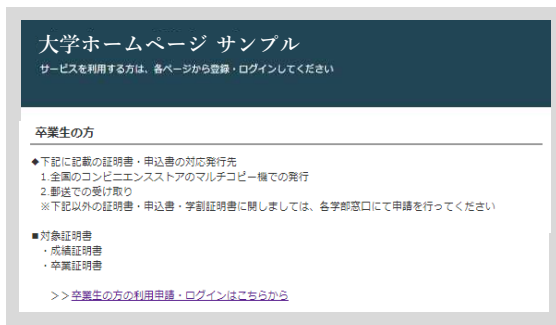 大学ホームページ サンプル
サービスを利用する方は、各ページから登録・ログインしてください
卒業生の方
◆下記に記載の証明書・申込書の対応発行先
1.全国のコンビニエンスストアのマルチコピー機での発行
2.郵送での受け取り
※下記以外の証明書・申込書・学割証明書に関しましては、各学部窓口にて申請を行ってください
■対象証明書
・成績証明書
・卒業証明書
>>卒業生の方の利用申請・ログインはこちらから